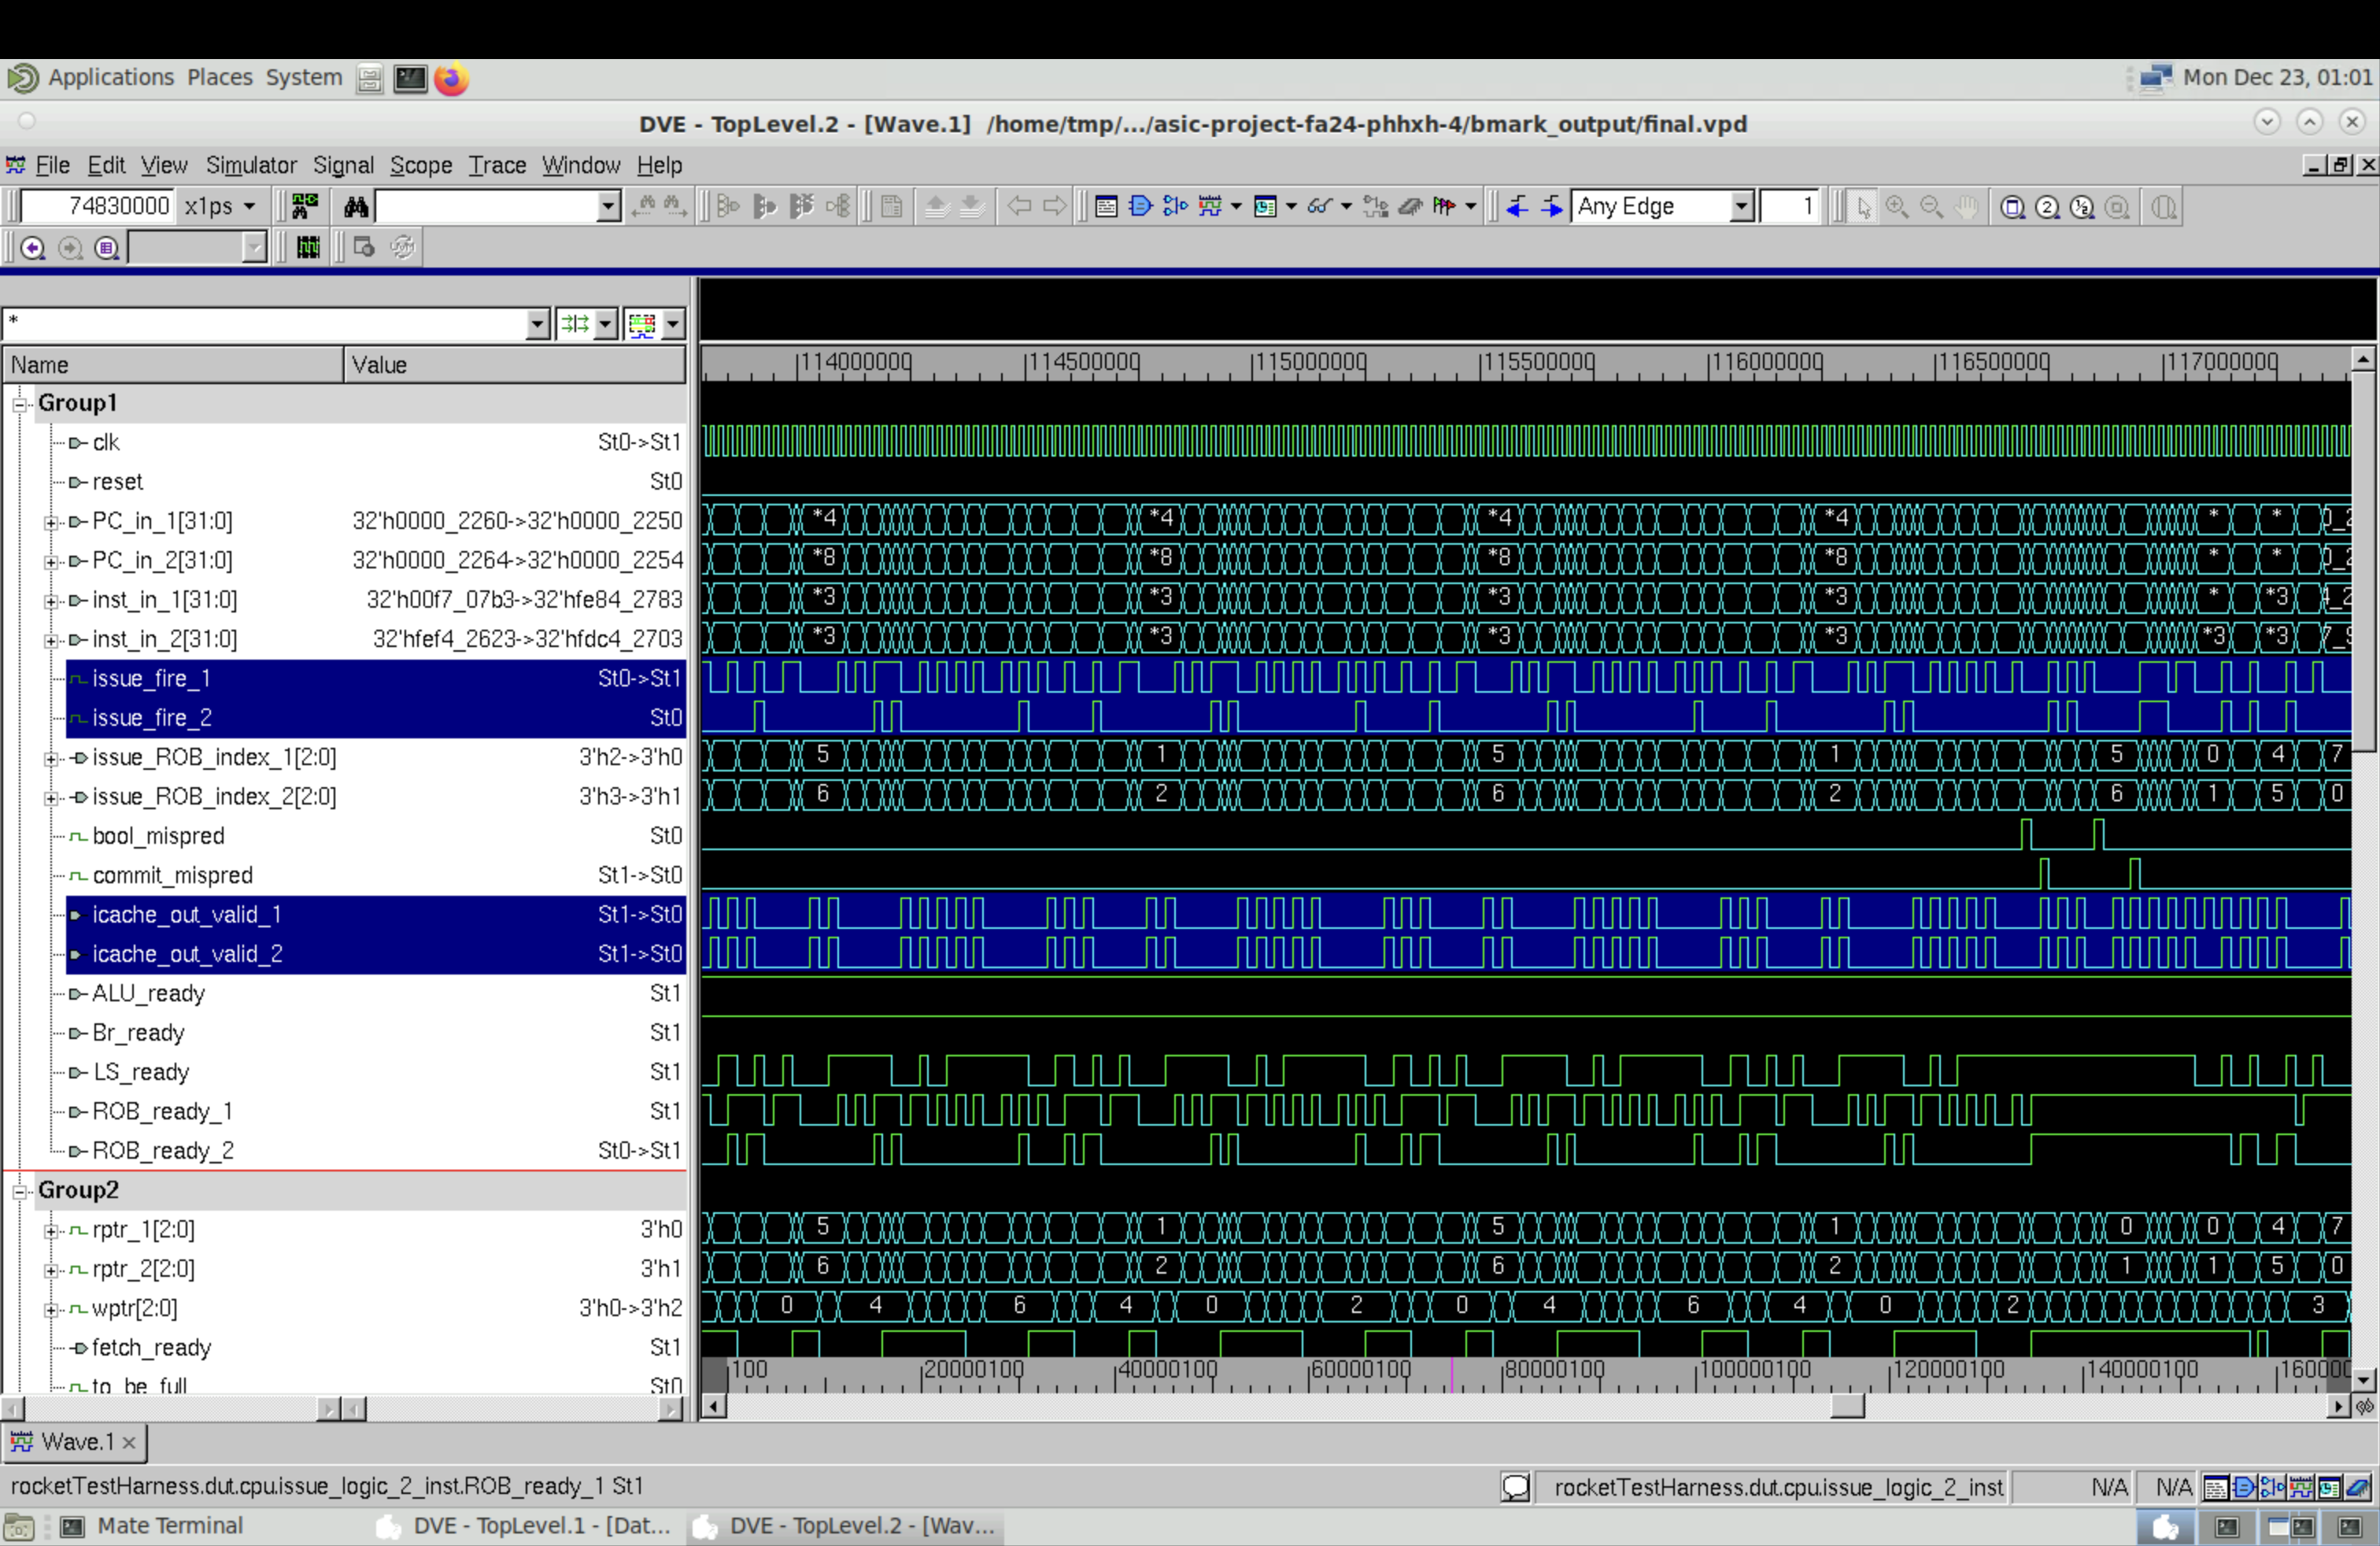 Applications Places System Mon Dec 23, 01:01
DVE - TopLevel.2 - [Wave.1] /home/tmp/.../asic-project-fa24-phhxh-4/bmark_output/final.vpd
File Edit View Simulator Signal Scope Trace Window Help
74830000 x1ps Any Edge 1
*
Name Value
114000000 114500000 115000000 115500000 116000000 116500000 117000000
Group1
clk St0->St1
reset St0
PC_in_1[31:0] 32'h0000_2260->32'h0000_2250 *4 *4 *4 *4 * *
PC_in_2[31:0] 32'h0000_2264->32'h0000_2254 *8 *8 *8 *8 * *
inst_in_1[31:0] 32'h00f7_07b3->32'hfe84_2783 *3 *3 *3 *3 * *3
inst_in_2[31:0] 32'hfef4_2623->32'hfdc4_2703 *3 *3 *3 *3 *3 *3
issue_fire_1 St0->St1
issue_fire_2 St0
issue_ROB_index_1[2:0] 3'h2->3'h0 5 1 5 1 5 0 4 7
issue_ROB_index_2[2:0] 3'h3->3'h1 6 2 6 2 6 1 5 0
bool_mispred St0
commit_mispred St1->St0
icache_out_valid_1 St1->St0
icache_out_valid_2 St1->St0
ALU_ready St1
Br_ready St1
LS_ready St1
ROB_ready_1 St1
ROB_ready_2 St0->St1
Group2
rptr_1[2:0] 3'h0 5 1 5 1 0 0 4 7
rptr_2[2:0] 3'h1 6 2 6 2 1 1 5 0
wptr[2:0] 3'h0->3'h2 0 4 6 4 0 2 0 4 6 4 0 2 3
fetch_ready St1
to_be_full St0
100 20000100 40000100 60000100 80000100 100000100 120000100 140000100
Wave.1
rocketTestHarness.dut.cpu.issue_logic_2_inst.ROB_ready_1 St1 rocketTestHarness.dut.cpu.issue_logic_2_inst N/A N/A
Mate Terminal DVE - TopLevel.1 - [Dat... DVE - TopLevel.2 - [Wav...